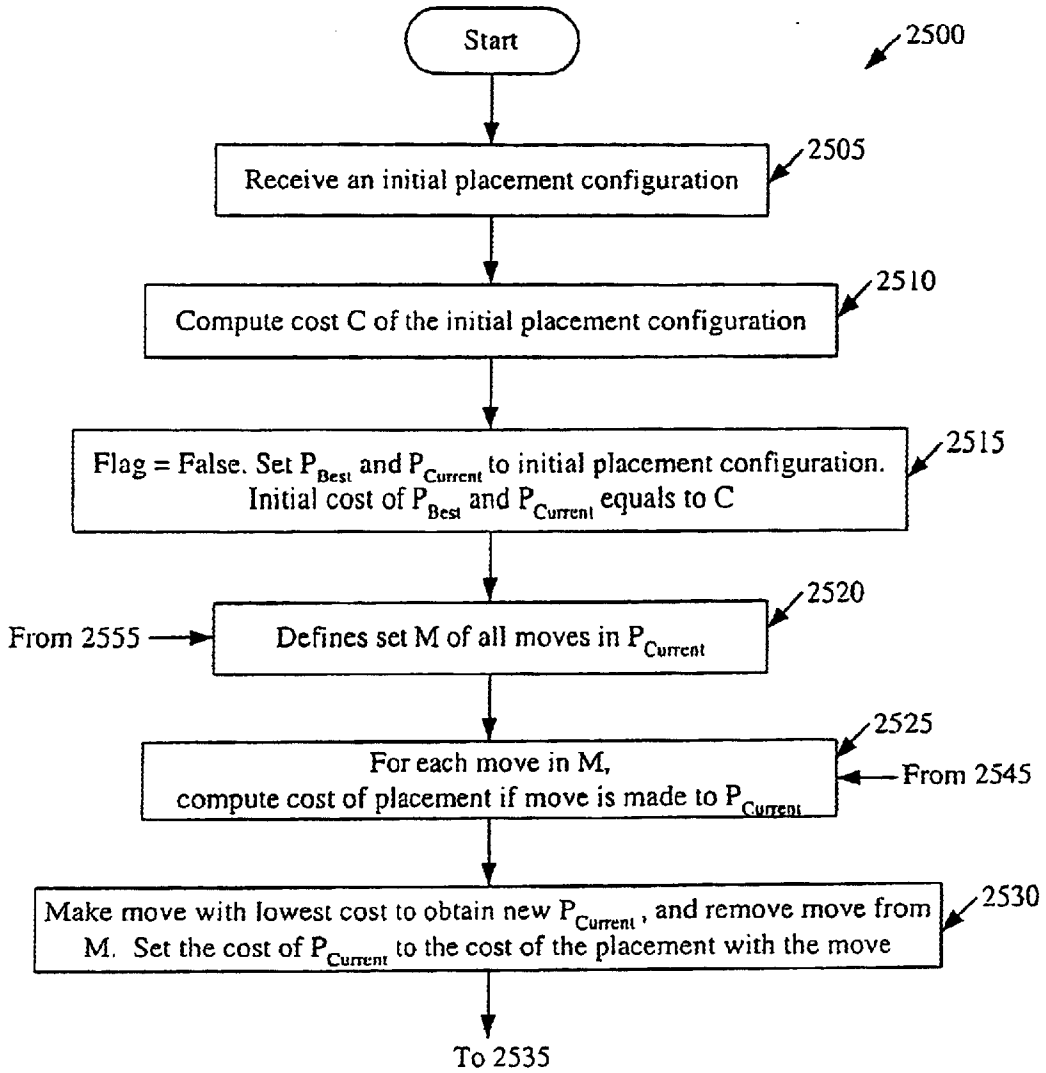 Start
2500
2505
Receive an initial placement configuration
2510
Compute cost C of the initial placement configuration
2515
Flag = False. Set P_Best and P_Current to initial placement configuration.
Initial cost of P_Best and P_Current equals to C
2520
From 2555
Defines set M of all moves in P_Current
2525
For each move in M,
From 2545
compute cost of placement if move is made to P_Current
2530
Make move with lowest cost to obtain new P_Current, and remove move from
M. Set the cost of P_Current to the cost of the placement with the move
To 2535